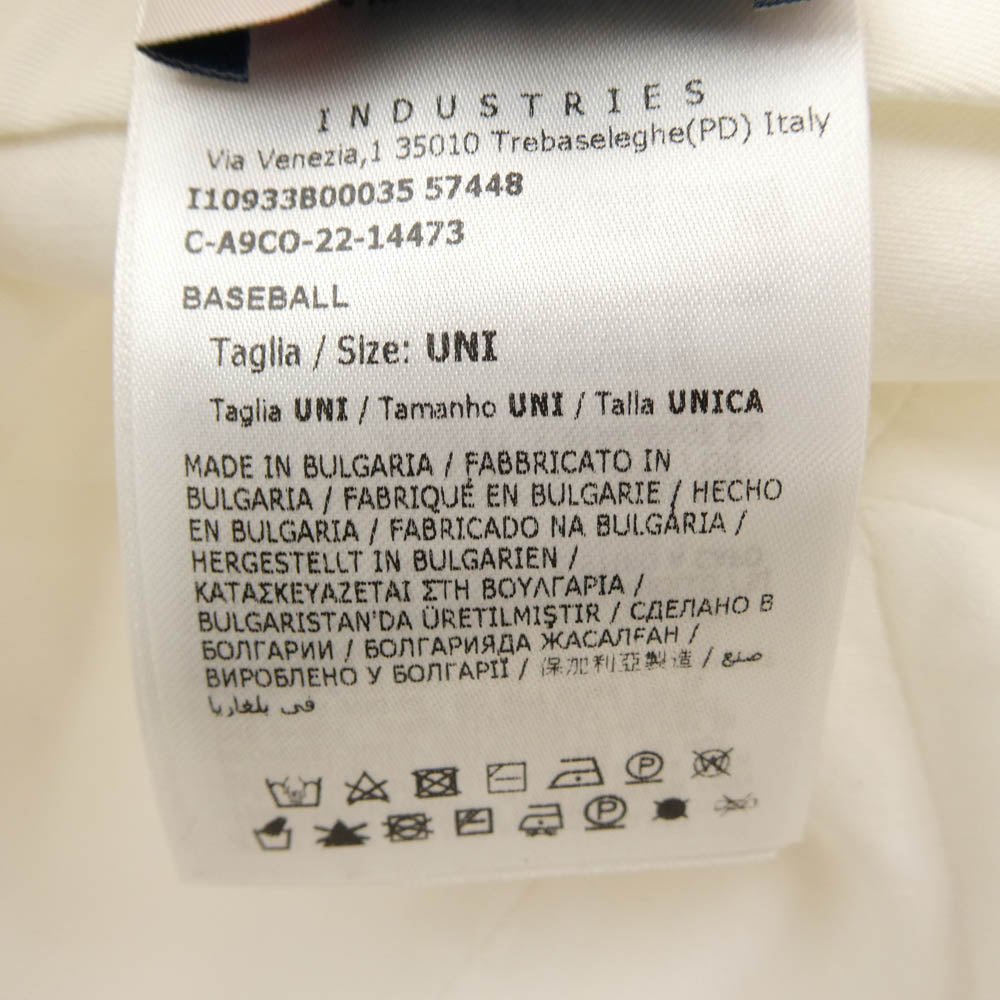 INDUSTRIES
Via Venezia,1 35010 Trebaseleghe(PD) Italy
I10933B00035 57448
C-A9CO-22-14473
BASEBALL
Taglia / Size: UNI
Taglia UNI / Tamanho UNI / Talla UNICA
MADE IN BULGARIA / FABBRICATO IN
BULGARIA / FABRIQUÉ EN BULGARIE / HECHO
EN BULGARIA / FABRICADO NA BULGÁRIA /
HERGESTELLT IN BULGARIEN /
ΚΑΤΑΣΚΕΥΑΖΕΤΑΙ ΣΤΗ ΒΟΥΛΓΑΡΙΑ /
BULGARISTAN'DA ÜRETILMIŞTIR / СДЕЛАНО В
БОЛГАРИИ / БОЛГАРИЯДА ЖАСАЛҒАН /
ВИРОБЛЕНО У БОЛГАРІЇ / 保加利亞製造 / صنع
في بلغاريا